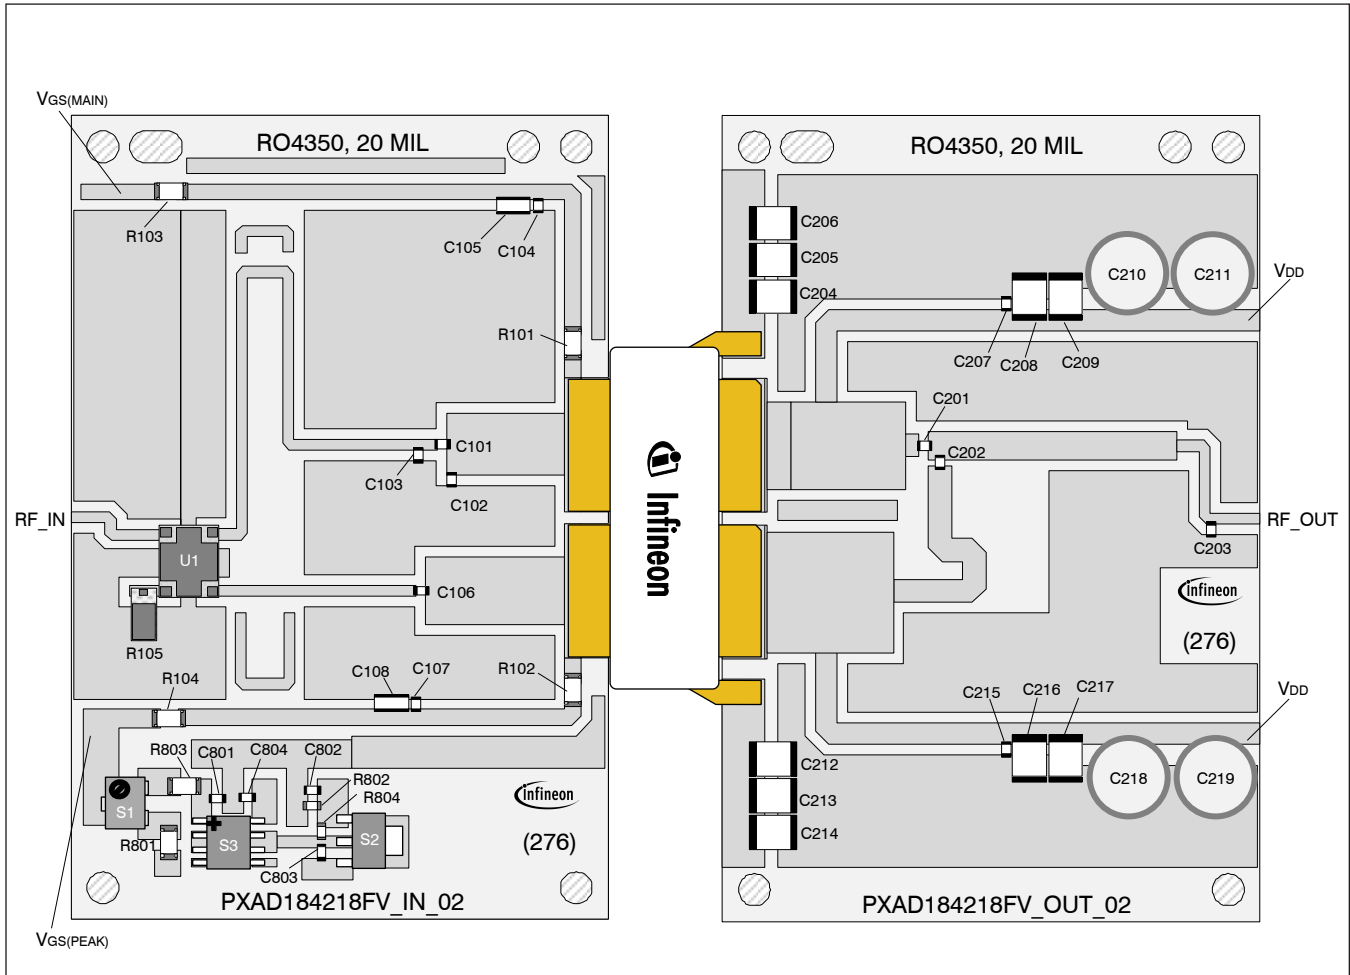 VGS(MAIN)
RO4350, 20 MIL
R103
C105
C104
R101
C101
C103
C102
RF_IN
U1
C106
R105
R104
C108
C107
R102
R803
C801
C804
C802
R802
R804
S1
R801
S3
S2
C803
infineon
(276)
PXAD184218FV_IN_02
VGS(PEAK)
Infineon
RO4350, 20 MIL
C206
C205
C204
C210
C211
VDD
C207
C208
C209
C201
C202
RF_OUT
C203
infineon
(276)
C215
C216
C217
VDD
C212
C213
C214
C218
C219
PXAD184218FV_OUT_02